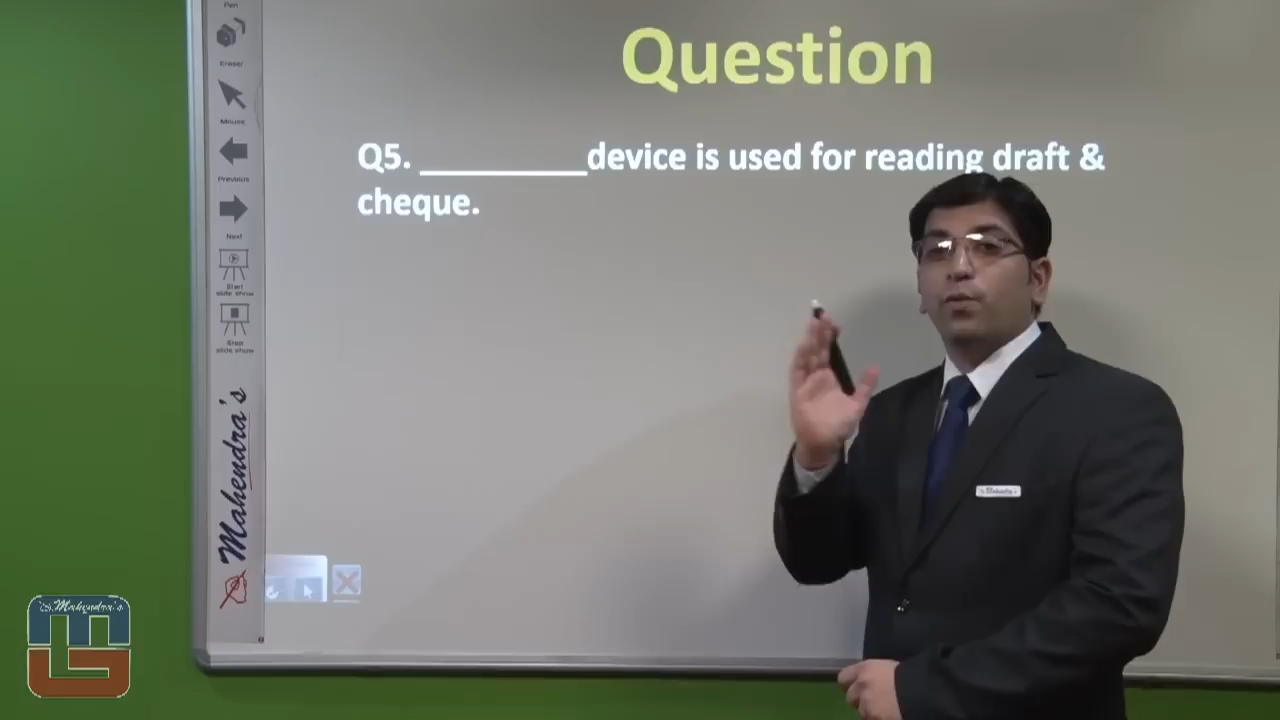 Pen
Question
Eraser
Mouse
Q5. _________device is used for reading draft &
cheque.
Previous
Next
Start
slide show
Stop
slide show
Mahendra's
Mahendra's